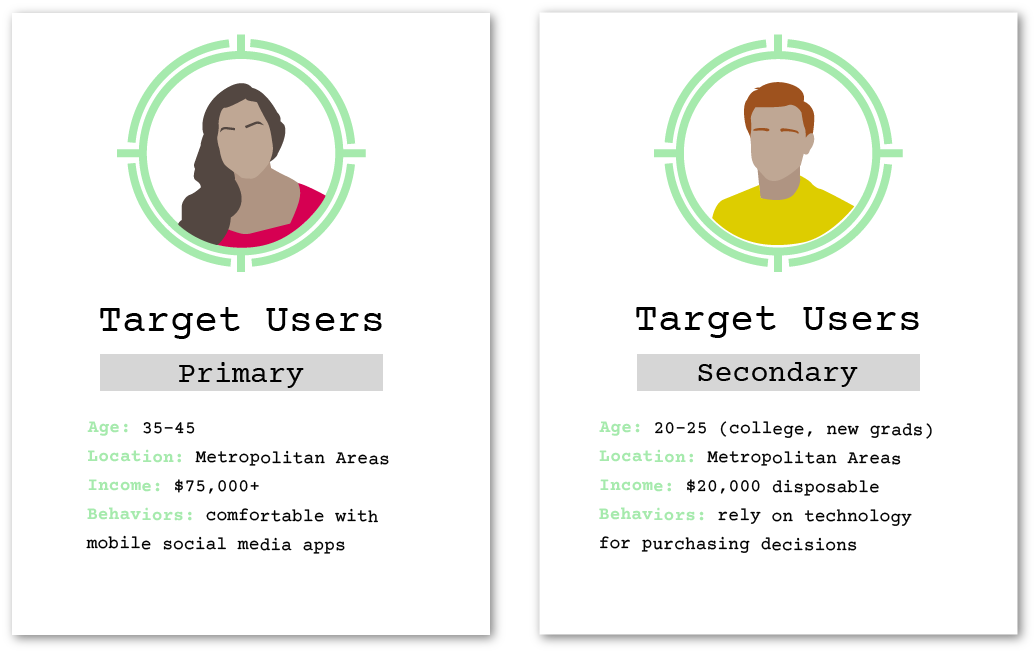 Target Users
Primary
Age: 35-45
Location: Metropolitan Areas
Income: $75,000+
Behaviors: comfortable with
mobile social media apps
Target Users
Secondary
Age: 20-25 (college, new grads)
Location: Metropolitan Areas
Income: $20,000 disposable
Behaviors: rely on technology
for purchasing decisions